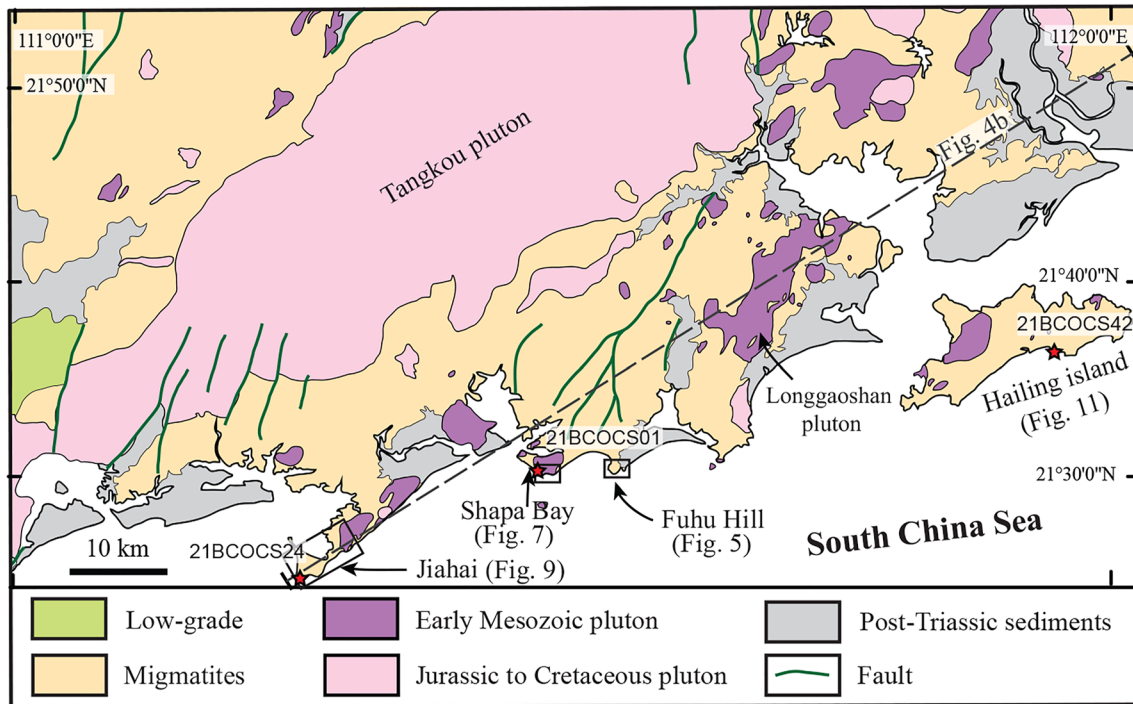 111°0'0"E
112°0'0"E
21°50'0"N
Fig. 4b
Tangkou pluton
21°40'0"N
21BCOCS42
Hailing island
(Fig. 11)
Longgaoshan
pluton
21BCOCS01
21°30'0"N
Shapa Bay
(Fig. 7)
Fuhu Hill
(Fig. 5)
South China Sea
10 km
21BCOCS24
Jiahai (Fig. 9)
Low-grade
Early Mesozoic pluton
Post-Triassic sediments
Migmatites
Jurassic to Cretaceous pluton
Fault